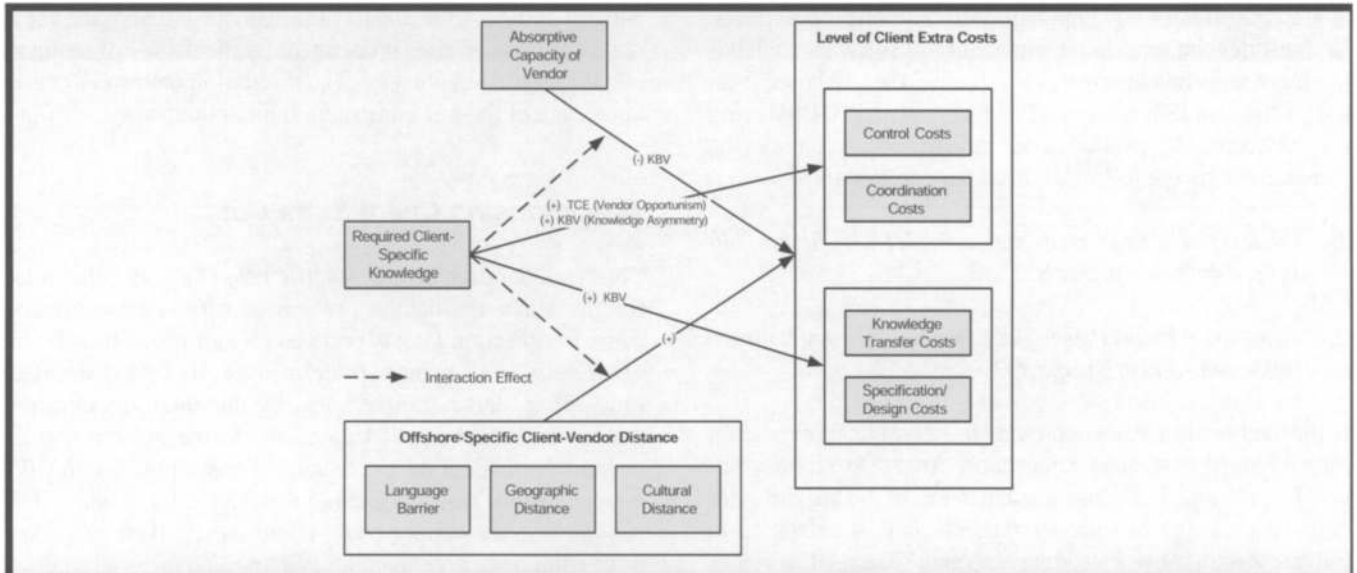 Absorptive
Capacity of
Vendor
Level of Client Extra Costs
Control Costs
Coordination
Costs
(-) KBV
(+) TCE (Vendor Opportunism)
(+) KBV (Knowledge Asymmetry)
Required Client-
Specific
Knowledge
(+) KBV
(+)
Knowledge
Transfer Costs
Specification/
Design Costs
Interaction Effect
Offshore-Specific Client-Vendor Distance
Language
Barrier
Geographic
Distance
Cultural
Distance